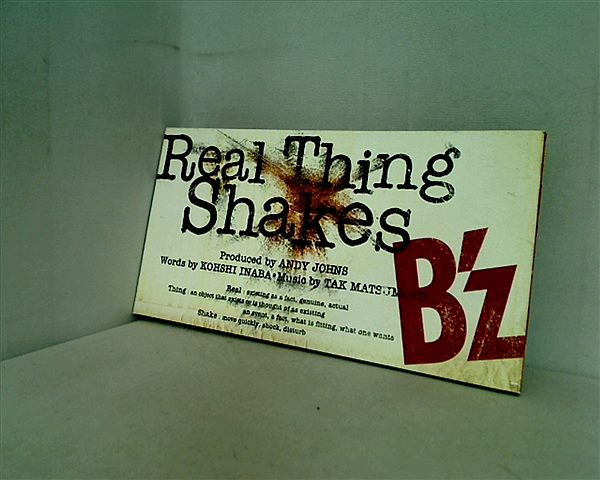 Real Thing
Shakes
Produced by ANDY JOHNS
Words by KOHSHI INABA • Music by TAK MATSUM
Real : existing as a fact, genuine, actual
Thing : an object that exists or is thought of as existing
an event, a fact, what is fitting, what one wants
Shake : move quickly, shock, disturb
B'z